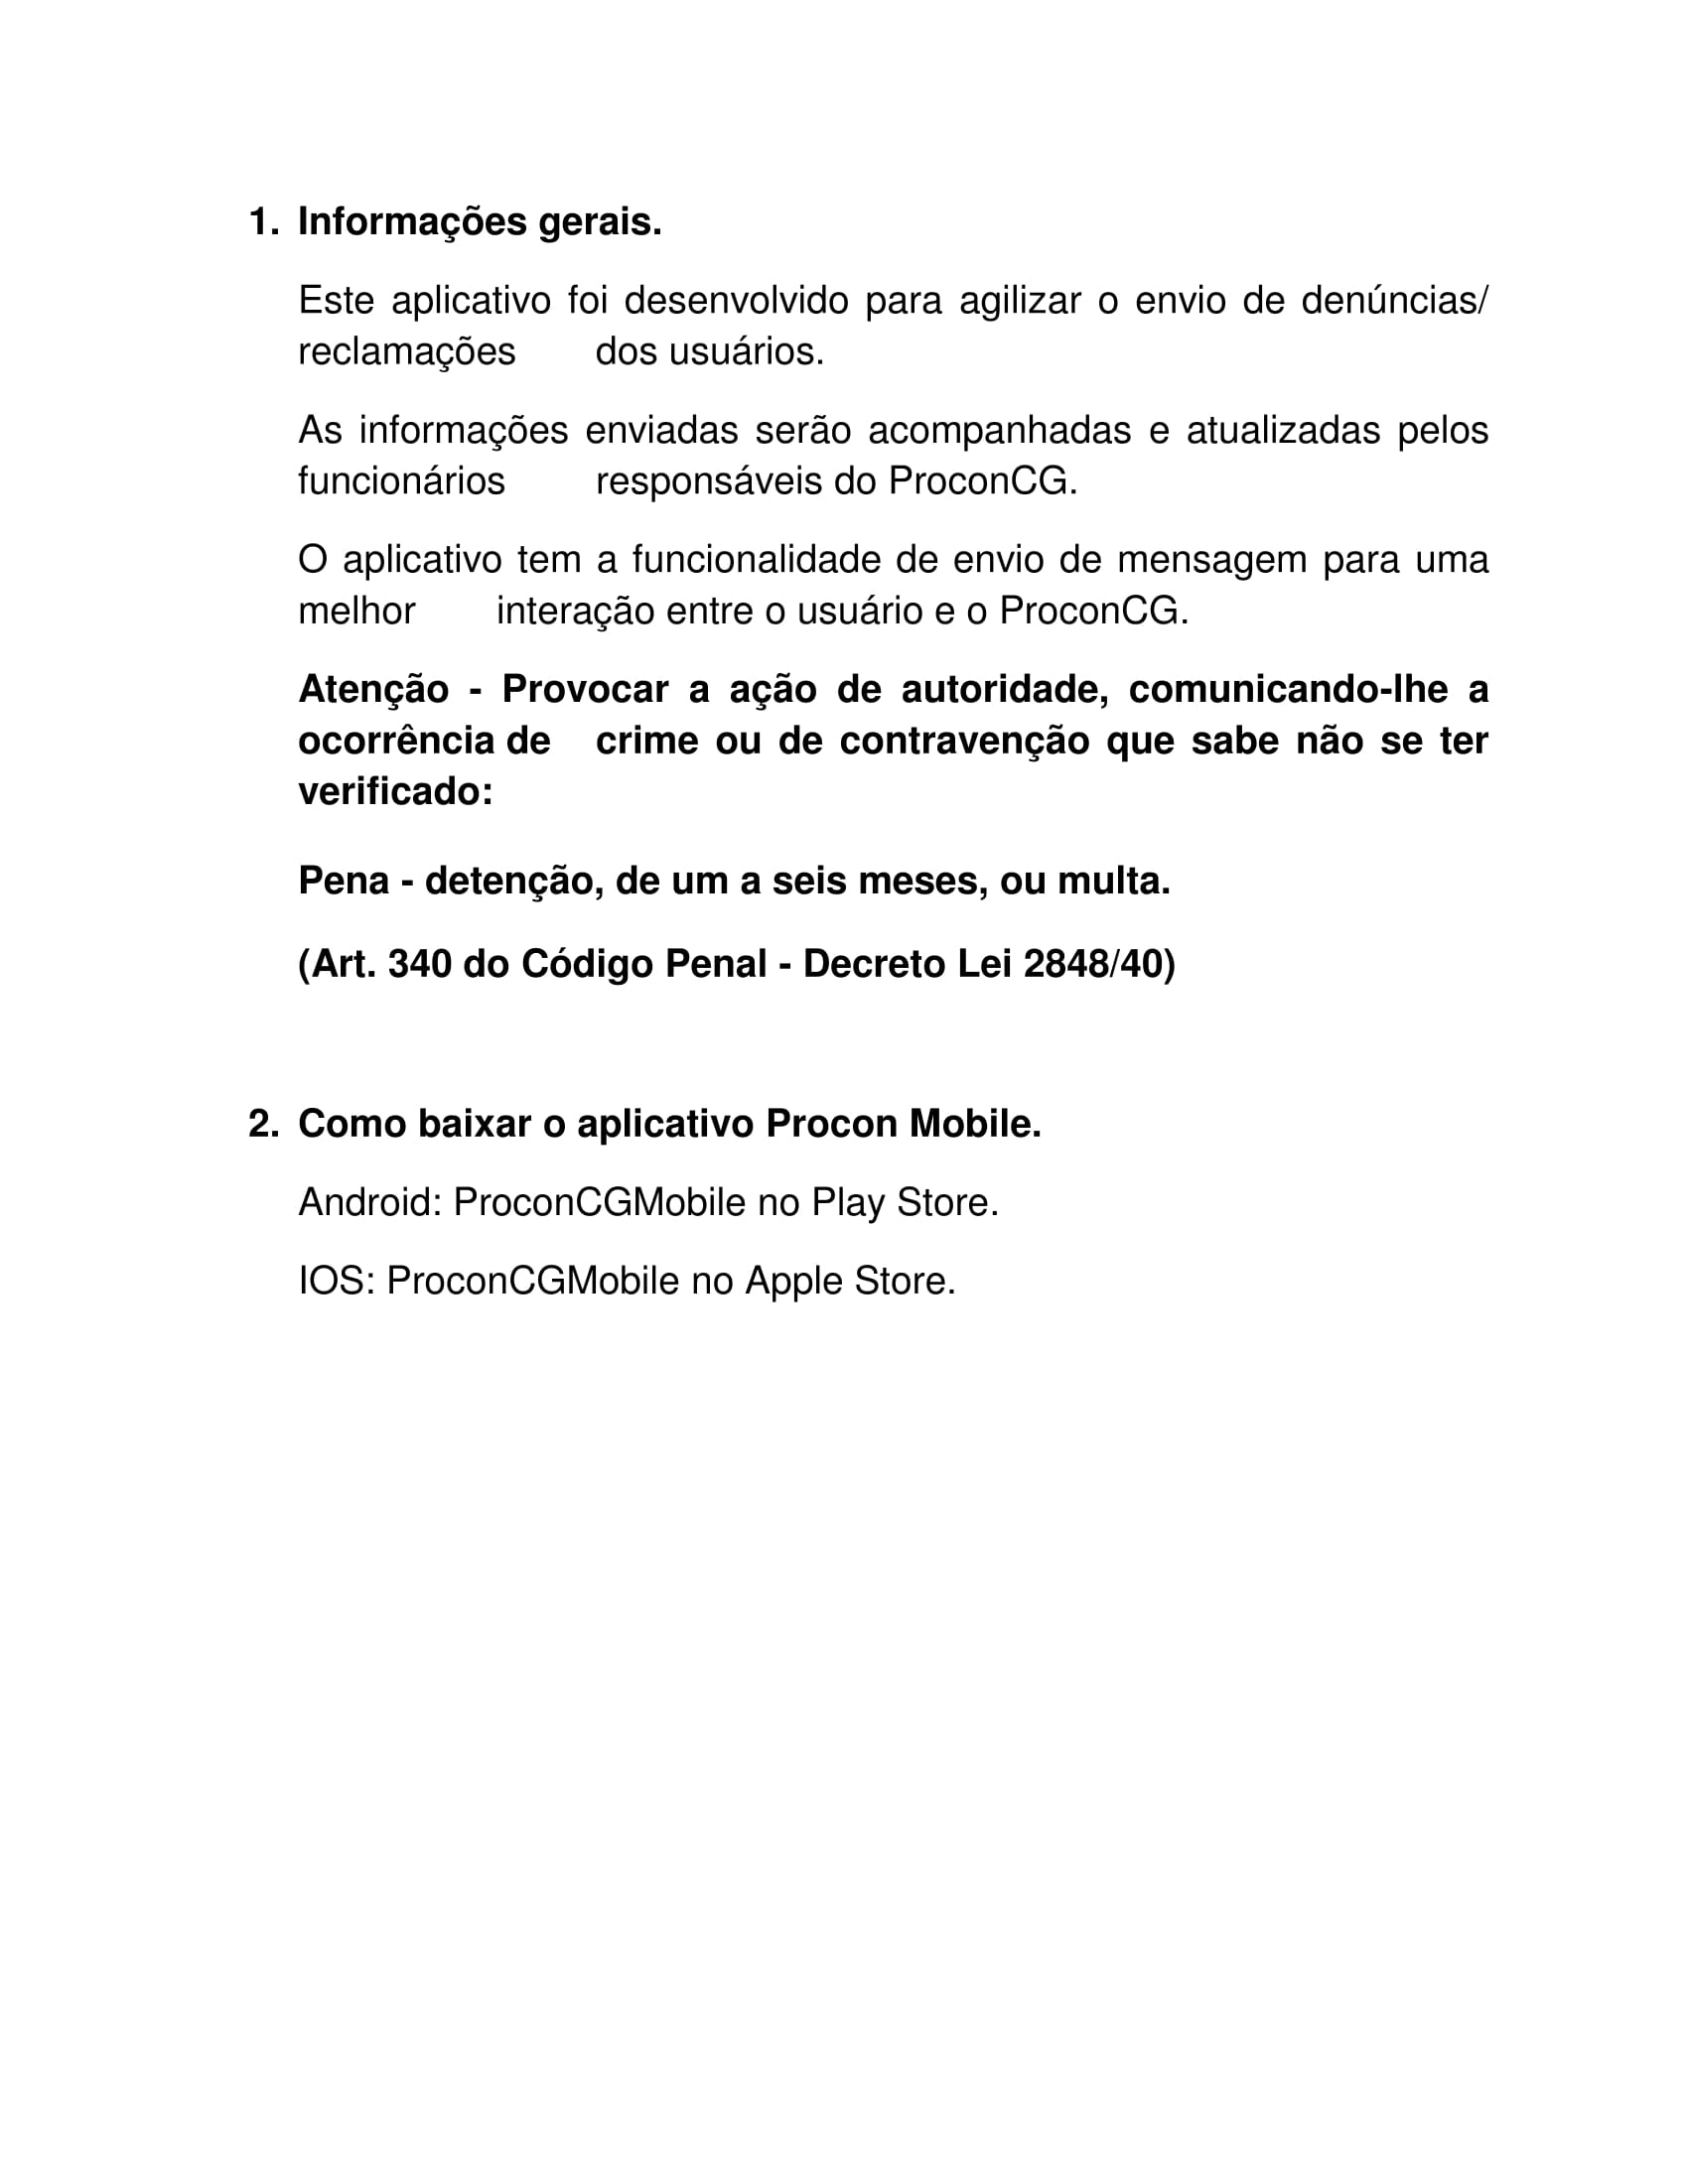 1. Informações gerais.
Este aplicativo foi desenvolvido para agilizar o envio de denúncias/
reclamações dos usuários.
As informações enviadas serão acompanhadas e atualizadas pelos
funcionários responsáveis do ProconCG.
O aplicativo tem a funcionalidade de envio de mensagem para uma
melhor interação entre o usuário e o ProconCG.
Atenção - Provocar a ação de autoridade, comunicando-lhe a
ocorrência de crime ou de contravenção que sabe não se ter
verificado:
Pena - detenção, de um a seis meses, ou multa.
(Art. 340 do Código Penal - Decreto Lei 2848/40)
2. Como baixar o aplicativo Procon Mobile.
Android: ProconCGMobile no Play Store.
IOS: ProconCGMobile no Apple Store.